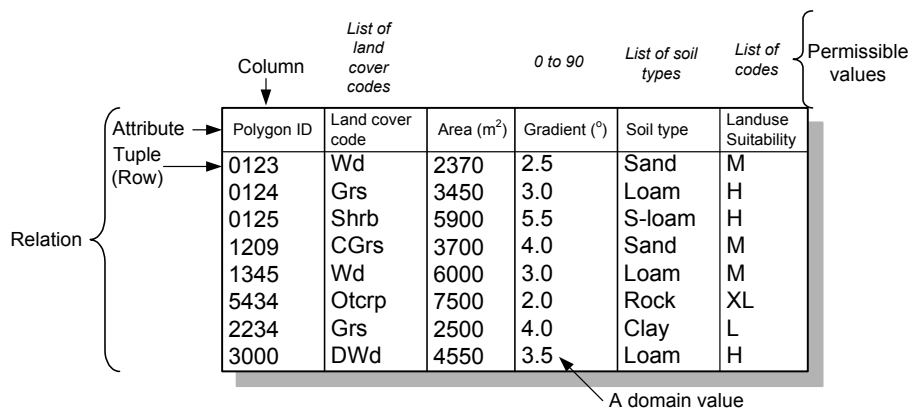 List of
land
cover
codes
0 to 90
List of soil
types
List of
codes
Permissible
values
Column
Attribute
Tuple
(Row)
Relation
Polygon ID Land cover code Area (m²) Gradient (°) Soil type Landuse Suitability
0123 Wd 2370 2.5 Sand M
0124 Grs 3450 3.0 Loam H
0125 Shrb 5900 5.5 S-loam H
1209 CGrs 3700 4.0 Sand M
1345 Wd 6000 3.0 Loam M
5434 Otcrp 7500 2.0 Rock XL
2234 Grs 2500 4.0 Clay L
3000 DWd 4550 3.5 Loam H
A domain value